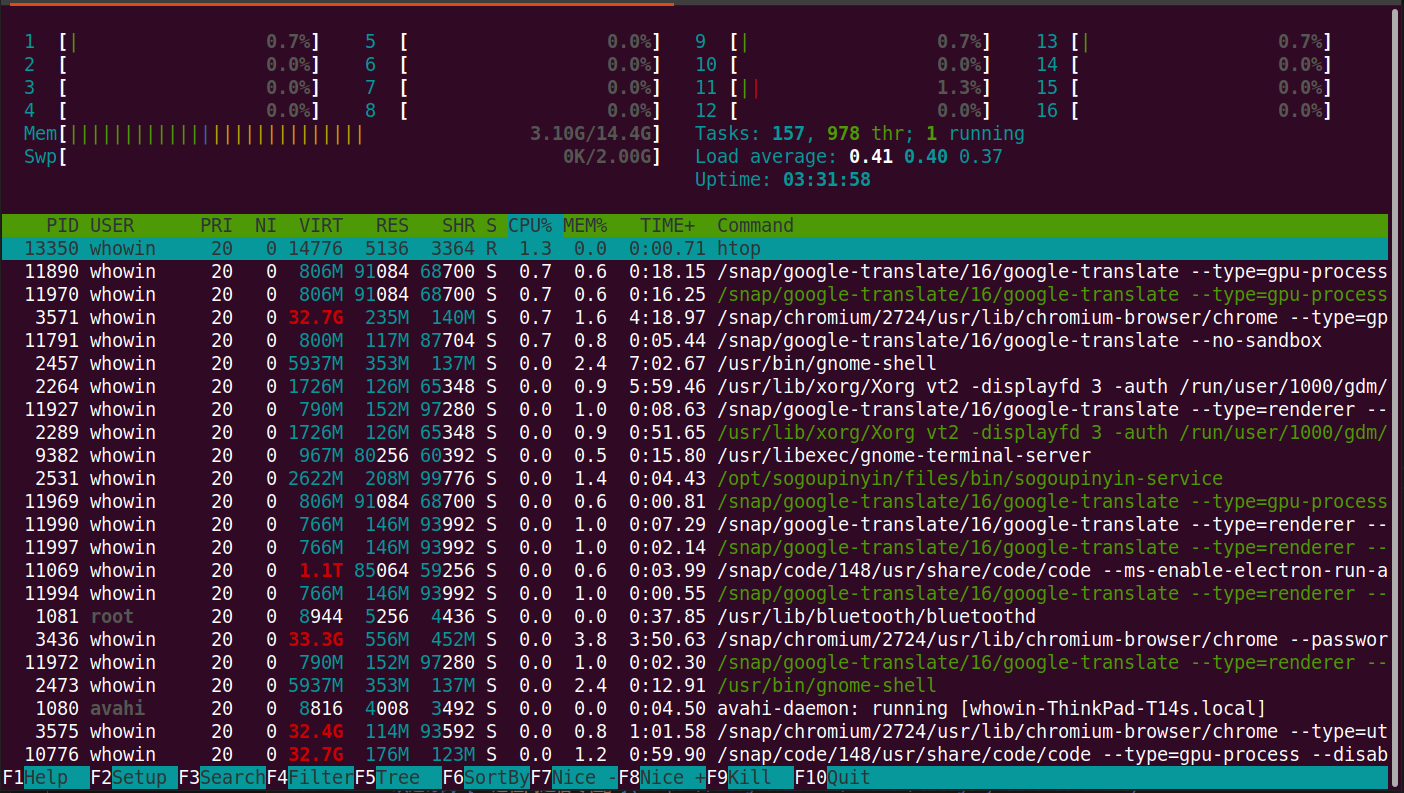 1 [| 0.7%] 5 [ 0.0%] 9 [| 0.7%] 13 [| 0.7%]
2 [ 0.0%] 6 [ 0.0%] 10 [ 0.0%] 14 [ 0.0%]
3 [ 0.0%] 7 [ 0.0%] 11 [|| 1.3%] 15 [ 0.0%]
4 [ 0.0%] 8 [ 0.0%] 12 [ 0.0%] 16 [ 0.0%]
Mem[||||||||||||||||||||||||||| 3.10G/14.4G] Tasks: 157, 978 thr; 1 running
Swp[ 0K/2.00G] Load average: 0.41 0.40 0.37
Uptime: 03:31:58
PID USER PRI NI VIRT RES SHR S CPU% MEM% TIME+ Command
13350 whowin 20 0 14776 5136 3364 R 1.3 0.0 0:00.71 htop
11890 whowin 20 0 806M 91084 68700 S 0.7 0.6 0:18.15 /snap/google-translate/16/google-translate --type=gpu-process
11970 whowin 20 0 806M 91084 68700 S 0.7 0.6 0:16.25 /snap/google-translate/16/google-translate --type=gpu-process
3571 whowin 20 0 32.7G 235M 140M S 0.7 1.6 4:18.97 /snap/chromium/2724/usr/lib/chromium-browser/chrome --type=gp
11791 whowin 20 0 800M 117M 87704 S 0.7 0.8 0:05.44 /snap/google-translate/16/google-translate --no-sandbox
2457 whowin 20 0 5937M 353M 137M S 0.0 2.4 7:02.67 /usr/bin/gnome-shell
2264 whowin 20 0 1726M 126M 65348 S 0.0 0.9 5:59.46 /usr/lib/xorg/Xorg vt2 -displayfd 3 -auth /run/user/1000/gdm/
11927 whowin 20 0 790M 152M 97280 S 0.0 1.0 0:08.63 /snap/google-translate/16/google-translate --type=renderer --
2289 whowin 20 0 1726M 126M 65348 S 0.0 0.9 0:51.65 /usr/lib/xorg/Xorg vt2 -displayfd 3 -auth /run/user/1000/gdm/
9382 whowin 20 0 967M 80256 60392 S 0.0 0.5 0:15.80 /usr/libexec/gnome-terminal-server
2531 whowin 20 0 2622M 208M 99776 S 0.0 1.4 0:04.43 /opt/sogoupinyin/files/bin/sogoupinyin-service
11969 whowin 20 0 806M 91084 68700 S 0.0 0.6 0:00.81 /snap/google-translate/16/google-translate --type=gpu-process
11990 whowin 20 0 766M 146M 93992 S 0.0 1.0 0:07.29 /snap/google-translate/16/google-translate --type=renderer --
11997 whowin 20 0 766M 146M 93992 S 0.0 1.0 0:02.14 /snap/google-translate/16/google-translate --type=renderer --
11069 whowin 20 0 1.1T 85064 59256 S 0.0 0.6 0:03.99 /snap/code/148/usr/share/code/code --ms-enable-electron-run-a
11994 whowin 20 0 766M 146M 93992 S 0.0 1.0 0:00.55 /snap/google-translate/16/google-translate --type=renderer --
1081 root 20 0 8944 5256 4436 S 0.0 0.0 0:37.85 /usr/lib/bluetooth/bluetoothd
3436 whowin 20 0 33.3G 556M 452M S 0.0 3.8 3:50.63 /snap/chromium/2724/usr/lib/chromium-browser/chrome --passwor
11972 whowin 20 0 790M 152M 97280 S 0.0 1.0 0:02.30 /snap/google-translate/16/google-translate --type=renderer --
2473 whowin 20 0 5937M 353M 137M S 0.0 2.4 0:12.91 /usr/bin/gnome-shell
1080 avahi 20 0 8816 4008 3492 S 0.0 0.0 0:04.50 avahi-daemon: running [whowin-ThinkPad-T14s.local]
3575 whowin 20 0 32.4G 114M 93592 S 0.0 0.8 1:01.58 /snap/chromium/2724/usr/lib/chromium-browser/chrome --type=ut
10776 whowin 20 0 32.7G 176M 123M S 0.0 1.2 0:59.90 /snap/code/148/usr/share/code/code --type=gpu-process --disab
F1Help F2Setup F3SearchF4FilterF5Tree F6SortByF7Nice -F8Nice +F9Kill F10Quit